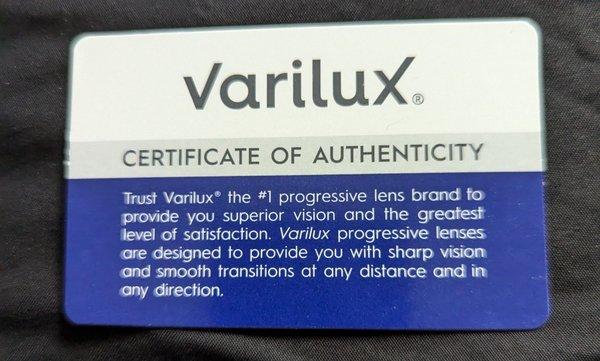 varilux®
CERTIFICATE OF AUTHENTICITY
Trust Varilux® the #1 progressive lens brand to
provide you superior vision and the greatest
level of satisfaction. Varilux progressive lenses
are designed to provide you with sharp vision
and smooth transitions at any distance and in
any direction.